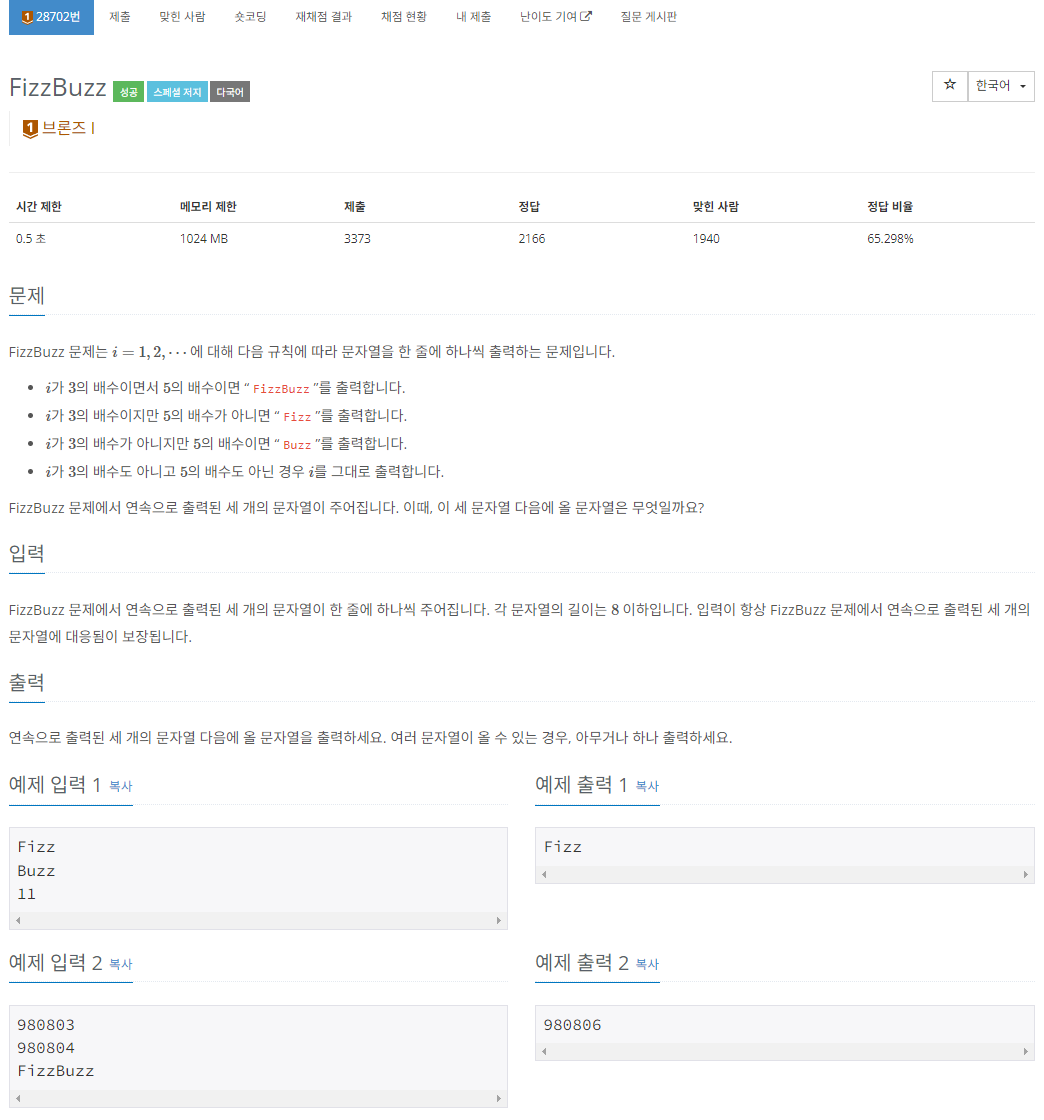 28702번 제출 맞힌 사람 숏코딩 재채점 결과 채점 현황 내 제출 난이도 기여 질문 게시판
FizzBuzz 성공 스페셜 저지 다국어 ☆ 한국어
1 브론즈 I
시간 제한 메모리 제한 제출 정답 맞힌 사람 정답 비율
0.5 초 1024 MB 3373 2166 1940 65.298%
문제
FizzBuzz 문제는 i = 1, 2, ⋯ 에 대해 다음 규칙에 따라 문자열을 한 줄에 하나씩 출력하는 문제입니다.
• i가 3의 배수이면서 5의 배수이면 “ FizzBuzz ”를 출력합니다.
• i가 3의 배수이지만 5의 배수가 아니면 “ Fizz ”를 출력합니다.
• i가 3의 배수가 아니지만 5의 배수이면 “ Buzz ”를 출력합니다.
• i가 3의 배수도 아니고 5의 배수도 아닌 경우 i를 그대로 출력합니다.
FizzBuzz 문제에서 연속으로 출력된 세 개의 문자열이 주어집니다. 이때, 이 세 문자열 다음에 올 문자열은 무엇일까요?
입력
FizzBuzz 문제에서 연속으로 출력된 세 개의 문자열이 한 줄에 하나씩 주어집니다. 각 문자열의 길이는 8 이하입니다. 입력이 항상 FizzBuzz 문제에서 연속으로 출력된 세 개의
문자열에 대응됨이 보장됩니다.
출력
연속으로 출력된 세 개의 문자열 다음에 올 문자열을 출력하세요. 여러 문자열이 올 수 있는 경우, 아무거나 하나 출력하세요.
예제 입력 1 복사
Fizz
Buzz
11
예제 출력 1 복사
Fizz
예제 입력 2 복사
980803
980804
FizzBuzz
예제 출력 2 복사
980806